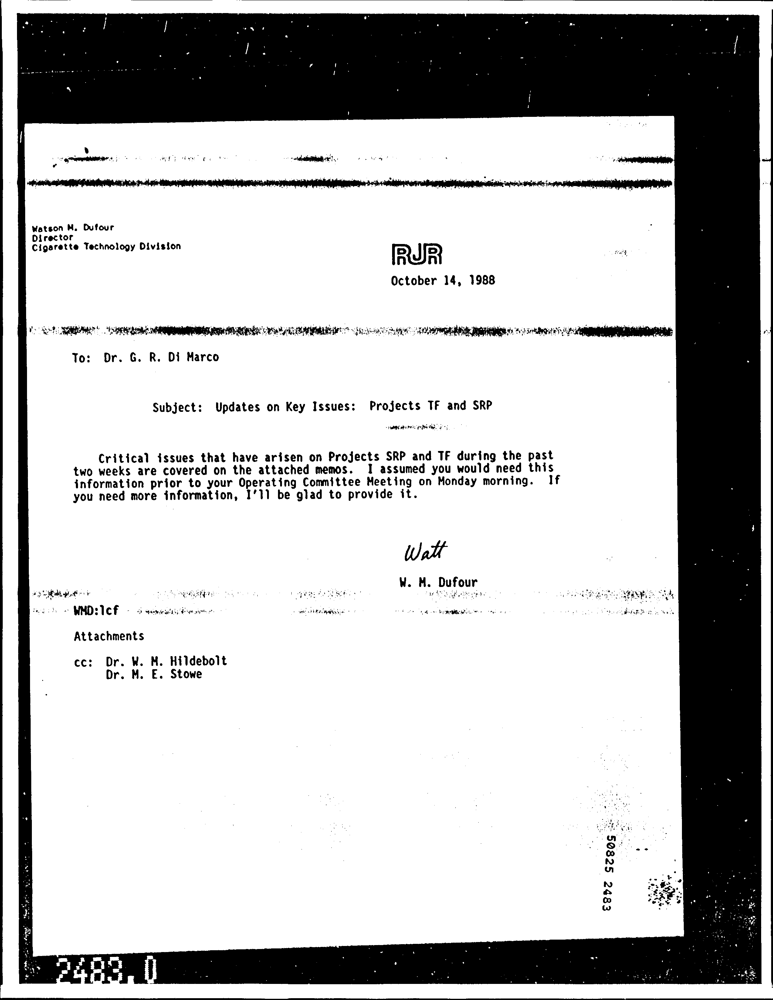 Watson M. Dufour
Director
Cigarette Technology Division
RJR
October 14, 1988
To: Dr. G. R. Di Marco
Subject: Updates on Key Issues: Projects TF and SRP
Critical issues that have arisen on Projects SRP and TF during the past
two weeks are covered on the attached memos. I assumed you would need this
information prior to your Operating Committee Meeting on Monday morning. If
you need more information, I'll be glad to provide it.
Watt
W. M. Dufour
WMD:lcf
Attachments
cc: Dr. W. M. Hildebolt
Dr. M. E. Stowe
50825 2483
2483.0